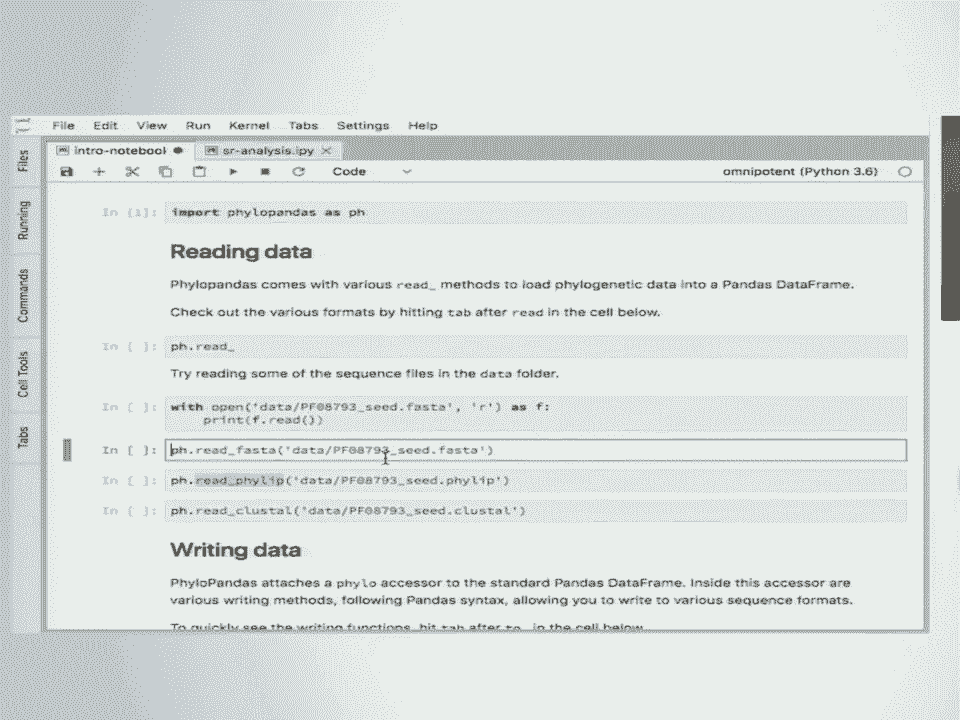 File Edit View Run Kernel Tabs Settings Help
intro-notebook sr-analysis.ipy
Code omnipotent (Python 3.6)
Files
Running
Commands
Cell Tools
Tabs
In [1]: import phylopandas as ph
Reading data
Phylopandas comes with various read_ methods to load phylogenetic data into a Pandas DataFrame.
Check out the various formats by hitting tab after read in the cell below.
In [ ]: ph.read_
Try reading some of the sequence files in the data folder.
In [ ]: with open('data/PF08793_seed.fasta', 'r') as f:
print(f.read())
In [ ]: ph.read_fasta('data/PF08793_seed.fasta')
In [ ]: ph.read_phylip('data/PF08793_seed.phylip')
In [ ]: ph.read_clustal('data/PF08793_seed.clustal')
Writing data
PhyloPandas attaches a phylo accessor to the standard Pandas DataFrame. Inside this accessor are
various writing methods, following Pandas syntax, allowing you to write to various sequence formats.
To quickly see the writing functions, hit tab after to_ in the cell below.